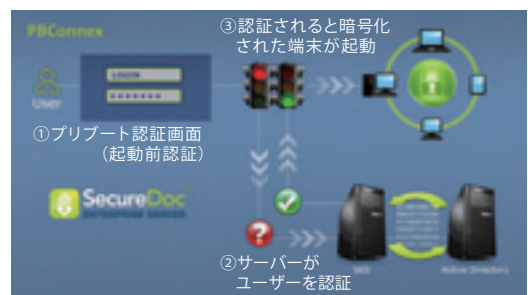 PBConnex
③認証されると暗号化
された端末が起動
LOGIN
*******
User
①プリブート認証画面
（起動前認証）
SecureDoc
ENTERPRISE SERVER
?
②サーバーが
ユーザーを認証
SES
Active Directory